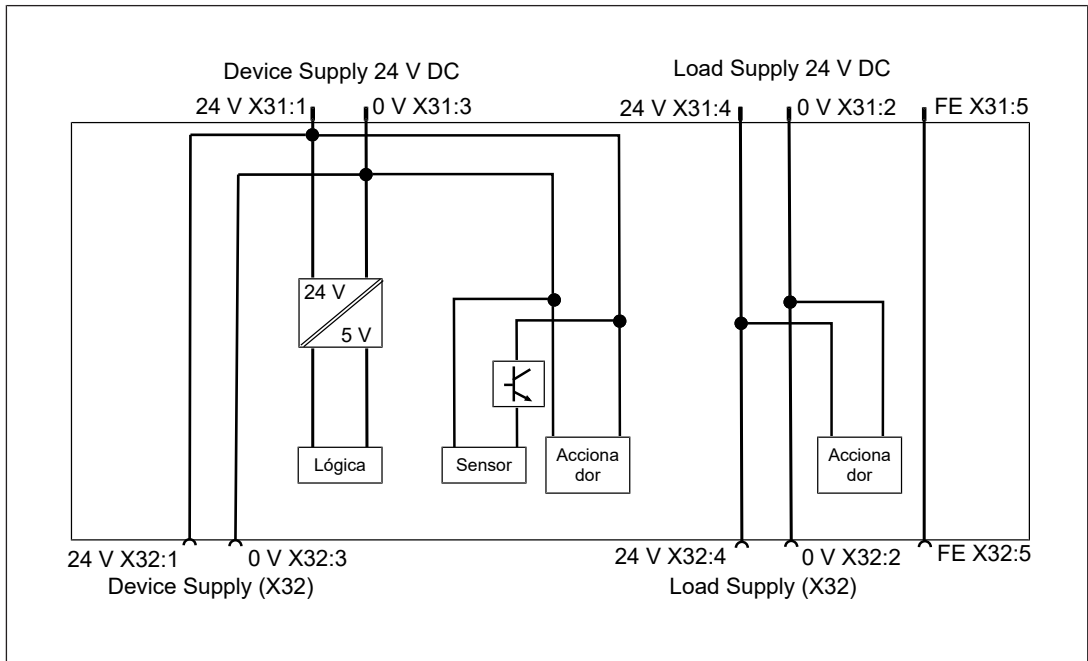 Device Supply 24 V DC
Load Supply 24 V DC
24 V X31:1
0 V X31:3
24 V X31:4
0 V X31:2
FE X31:5
24 V
5 V
Lógica
Sensor
Acciona
dor
Acciona
dor
24 V X32:1
0 V X32:3
24 V X32:4
0 V X32:2
FE X32:5
Device Supply (X32)
Load Supply (X32)